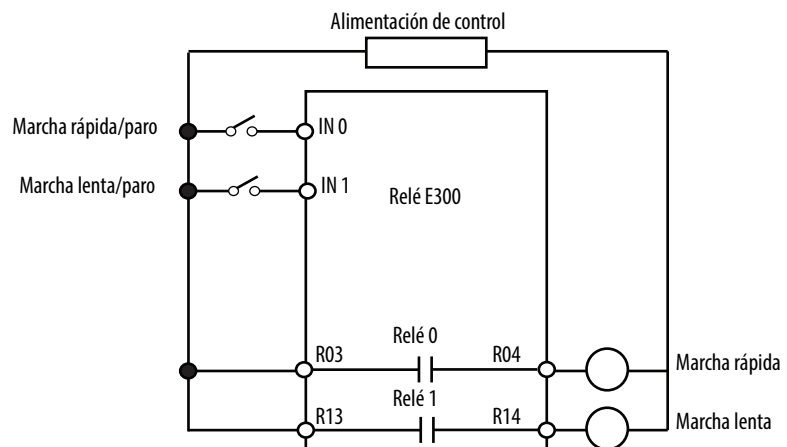 Alimentación de control
Marcha rápida/paro
IN 0
Marcha lenta/paro
IN 1
Relé E300
Relé 0
R03
R04
Marcha rápida
Relé 1
R13
R14
Marcha lenta